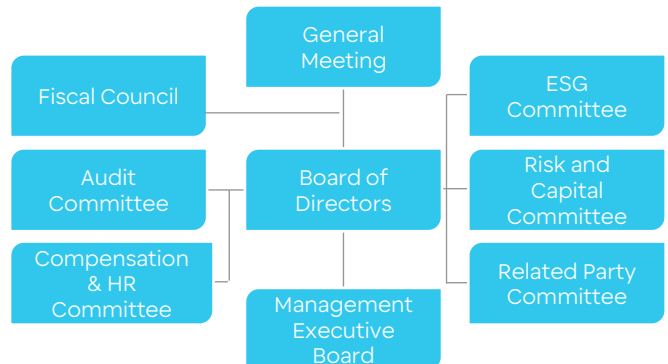 General
Meeting
Fiscal Council
ESG
Committee
Audit
Committee
Board of
Directors
Risk and
Capital
Committee
Compensation
& HR
Committee
Related Party
Committee
Management
Executive
Board